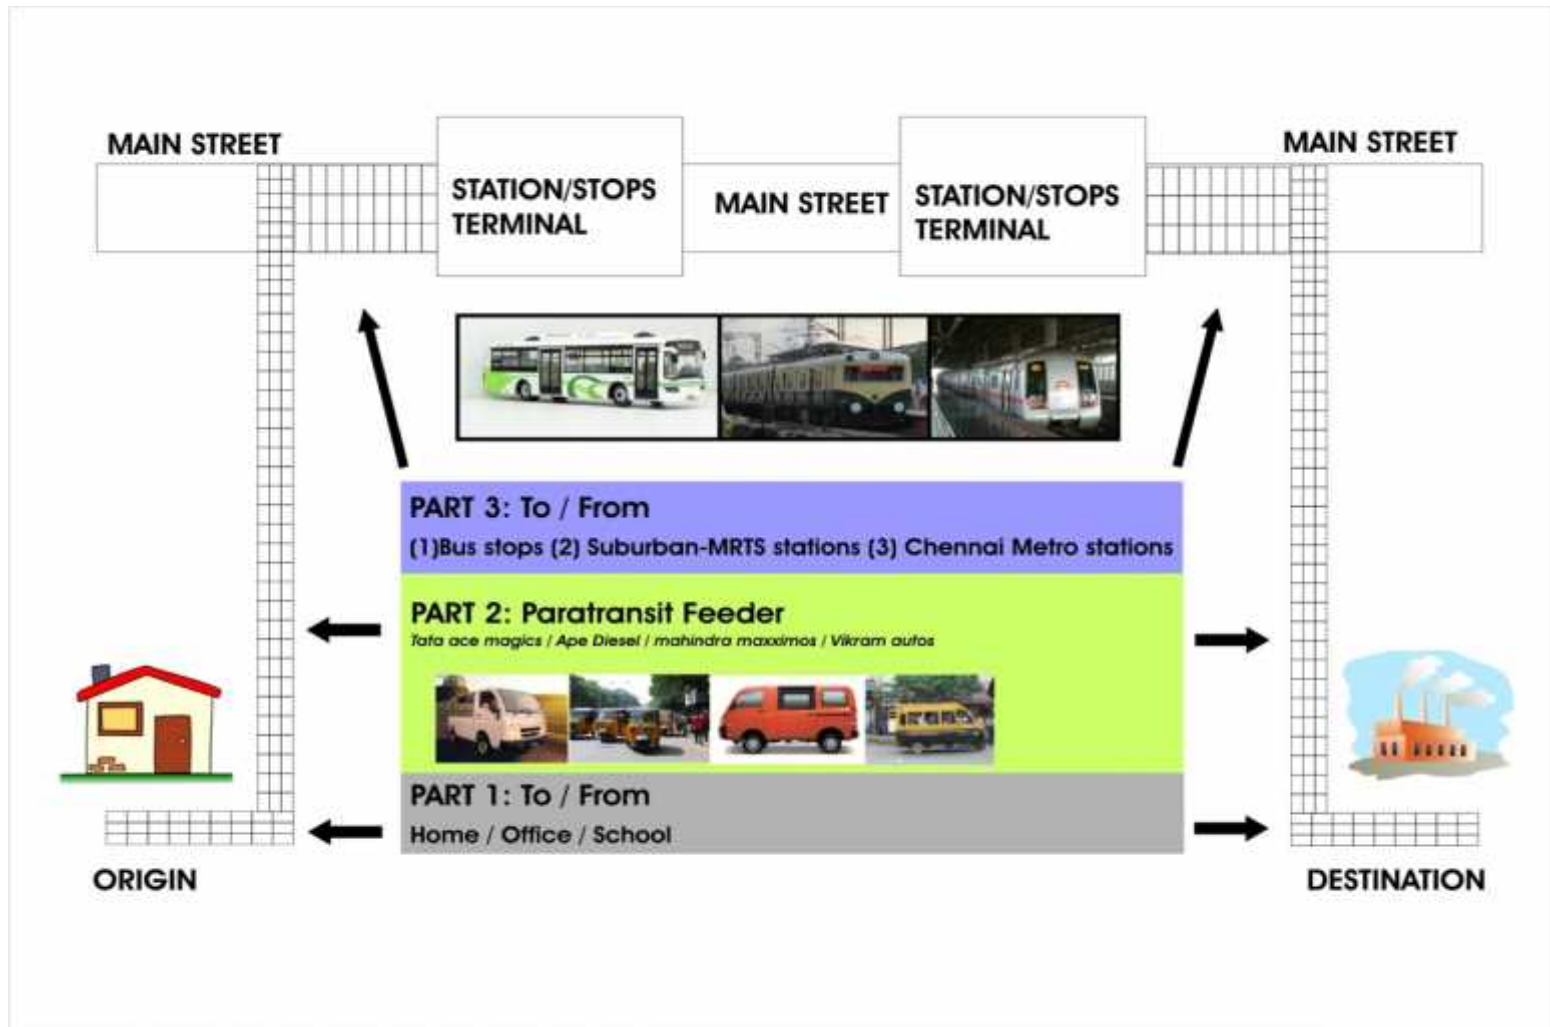 MAIN STREET
MAIN STREET
STATION/STOPS
TERMINAL
MAIN STREET
STATION/STOPS
TERMINAL
PART 3: To / From
(1)Bus stops (2) Suburban-MRTS stations (3) Chennai Metro stations
PART 2: Paratransit Feeder
Tata ace magics / Ape Diesel / mahindra maxximos / Vikram autos
PART 1: To / From
Home / Office / School
ORIGIN
DESTINATION